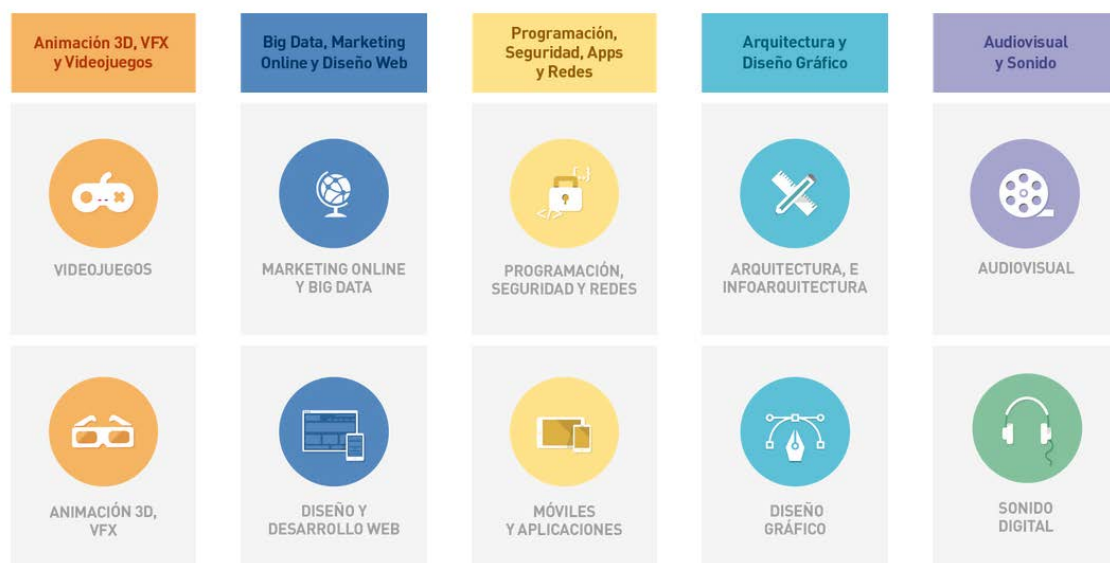 Animación 3D, VFX
y Videojuegos
Big Data, Marketing
Online y Diseño Web
Programación,
Seguridad, Apps
y Redes
Arquitectura y
Diseño Gráfico
Audiovisual
y Sonido
VIDEOJUEGOS
MARKETING ONLINE
Y BIG DATA
{..}
</>
PROGRAMACIÓN,
SEGURIDAD Y REDES
ARQUITECTURA, E
INFOARQUITECTURA
AUDIOVISUAL
ANIMACIÓN 3D,
VFX
DISEÑO Y
DESARROLLO WEB
MÓVILES
Y APLICACIONES
DISEÑO
GRÁFICO
SONIDO
DIGITAL